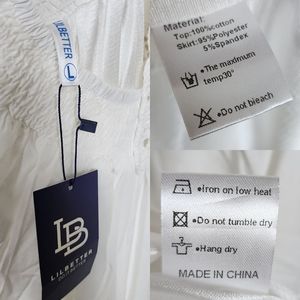 LILBETTER
Material:
Top:100%cotton
Skirt:95%Polyester
5%Spandex
•The maximum
temp30°
•Do not bleach
LB
LILBETTER
•Iron on low heat
•Do not tumble dry
•Hang dry
MADE IN CHINA